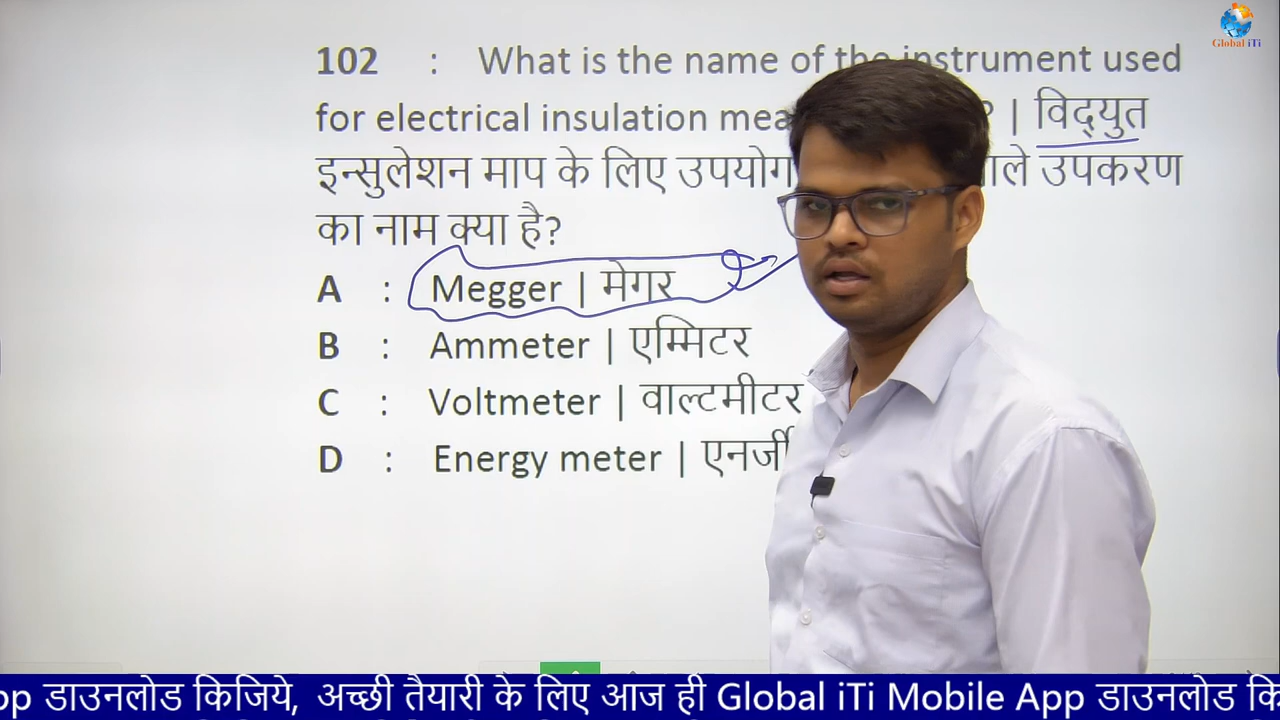 Global iTi
102 : What is the name of the instrument used
for electrical insulation mea ? | विद्युत
इन्सुलेशन माप के लिए उपयोग ाले उपकरण
का नाम क्या है?
A : Megger | मेगर
B : Ammeter | एम्मिटर
C : Voltmeter | वाल्टमीटर
D : Energy meter | एनर्जी
pp डाउनलोड किजिये, अच्छी तैयारी के लिए आज ही Global iTi Mobile App डाउनलोड कि